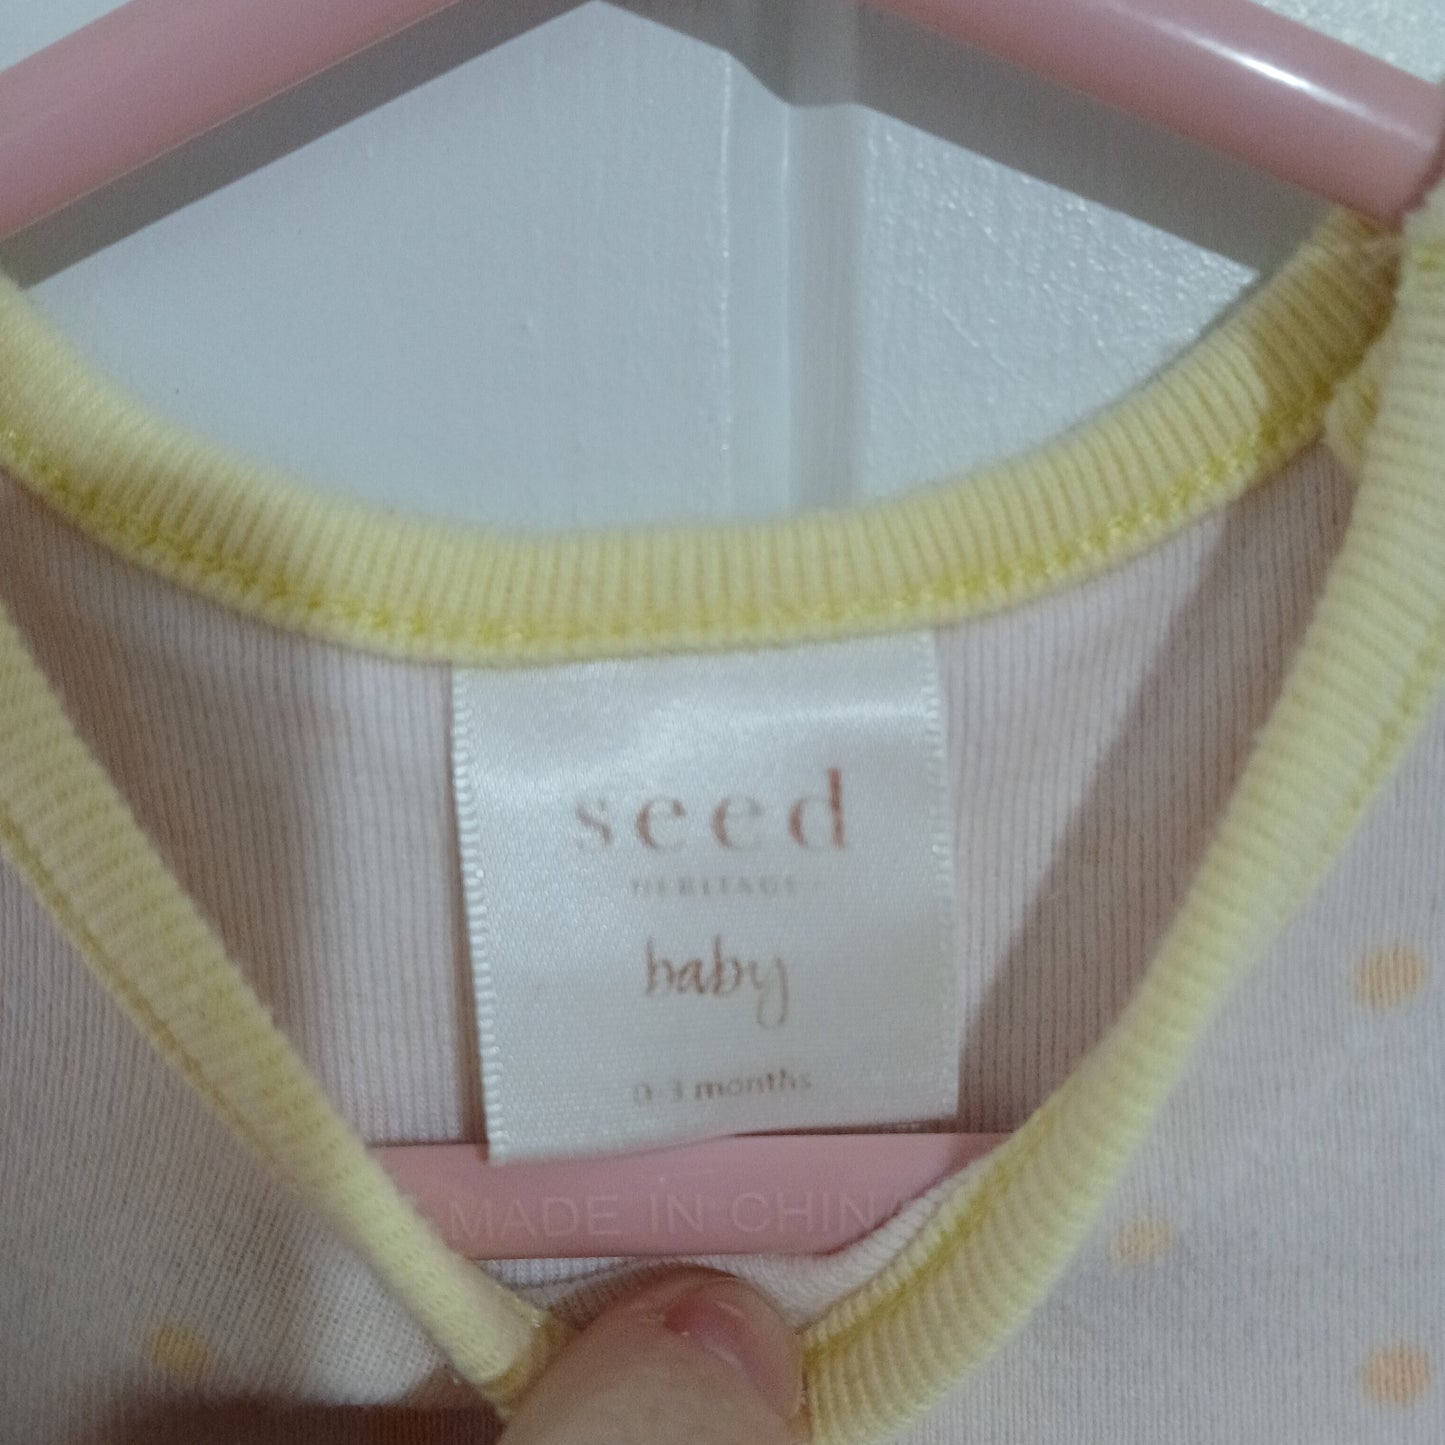 seed
HERITAGE
baby
0-3 months
MADE IN CHINA